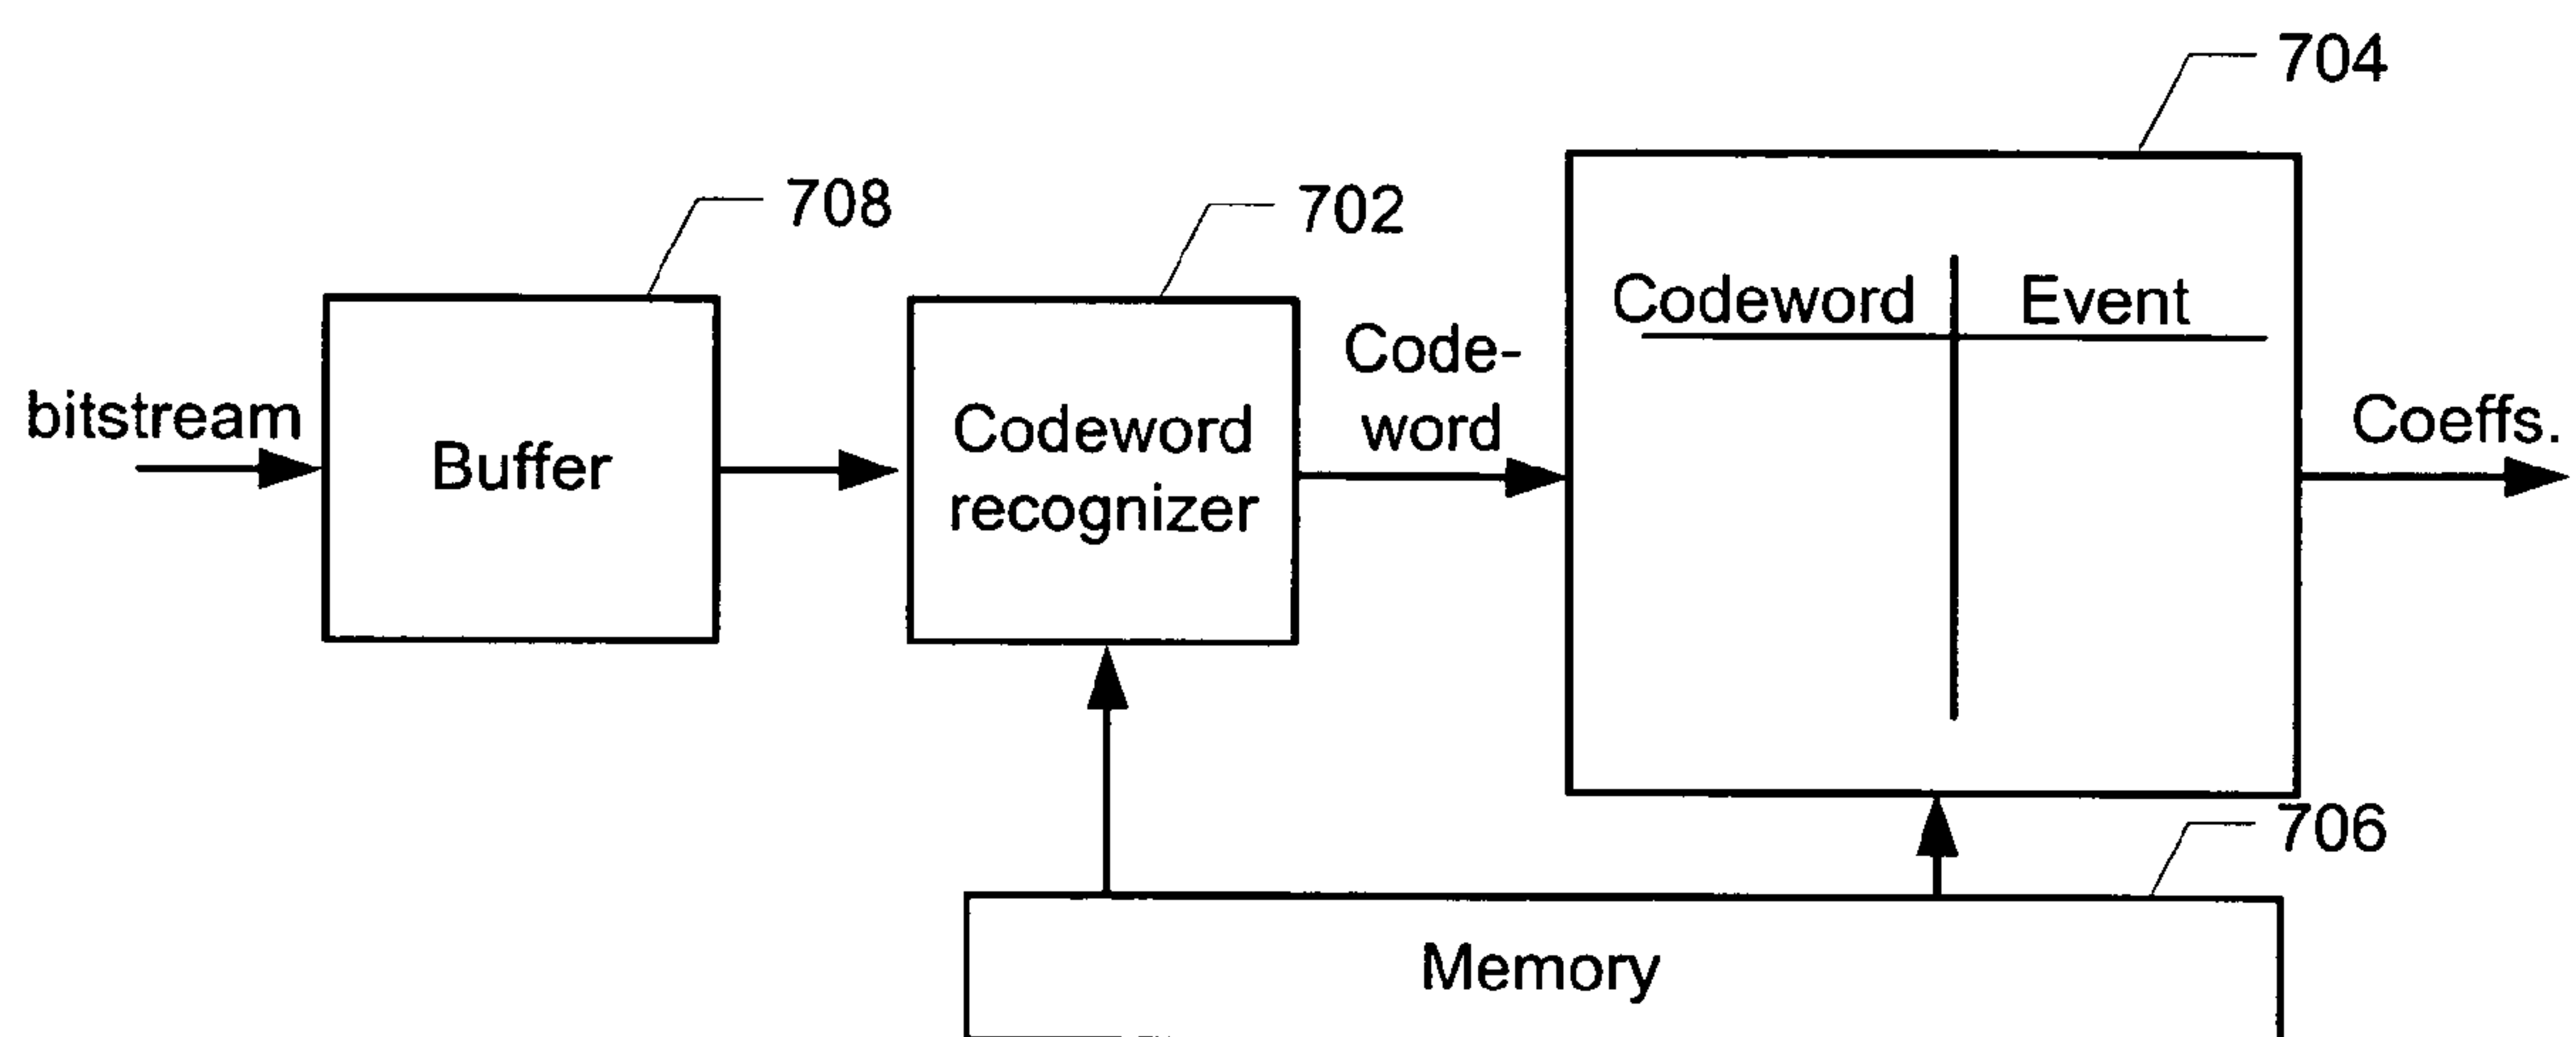 704
708
702
Codeword Event
Code-
word
bitstream
Buffer
Codeword
recognizer
Coeffs.
706
Memory